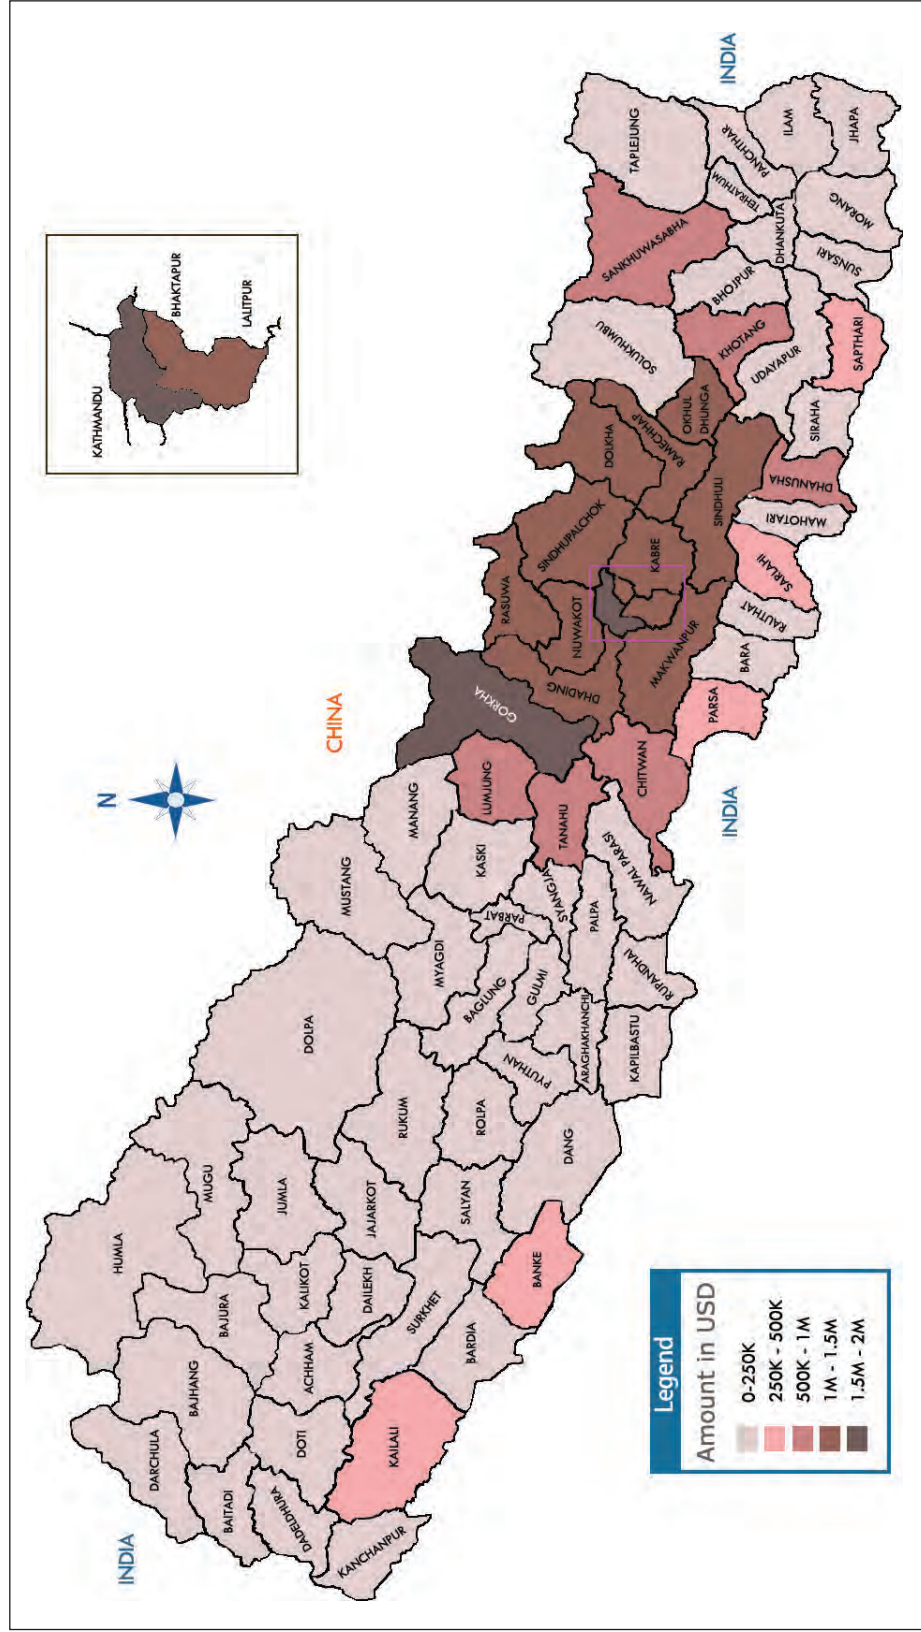 N
CHINA
INDIA
INDIA
INDIA
KATHMANDU
BHAKTAPUR
LALITPUR
DARCHULA
BAITADI
DADELDHURA
KANCHANPUR
BAJHANG
DOTI
KAILALI
HUMLA
BAJURA
ACHHAM
MUGU
KALIKOT
DAILEKH
SURKHET
BARDIA
JUMLA
JAJARKOT
SALYAN
BANKE
DOLPA
RUKUM
ROLPA
DANG
PYUTHAN
MUSTANG
MYAGDI
BAGLUNG
GULMI
ARAGHAKHANCHI
KAPILBASTU
MANANG
KASKI
PARBAT
SYANGJA
PALPA
RUPANDHAI
NAWAL PARASI
LUMJUNG
TANAHU
CHITWAN
GORKHA
DHADING
RASUWA
NUWAKOT
MAKWANPUR
PARSA
BARA
RAUTHAT
SINDHUPALCHOK
KABRE
SARLAHI
MAHOTARI
DOLKHA
RAMECHHAP
SINDHULI
DHANUSHA
OKHUL
DHUNGA
SOLUKHUMBU
KHOTANG
UDAYAPUR
SIRAHA
SAPTHARI
SANKHUWASABHA
BHOJPUR
DHANKUTA
SUNSARI
TAPLEJUNG
TEHRATHUM
PANCHTHAR
MORANG
ILAM
JHAPA
Legend
Amount in USD
0-250K
250K - 500K
500K - 1M
1M - 1.5M
1.5M - 2M